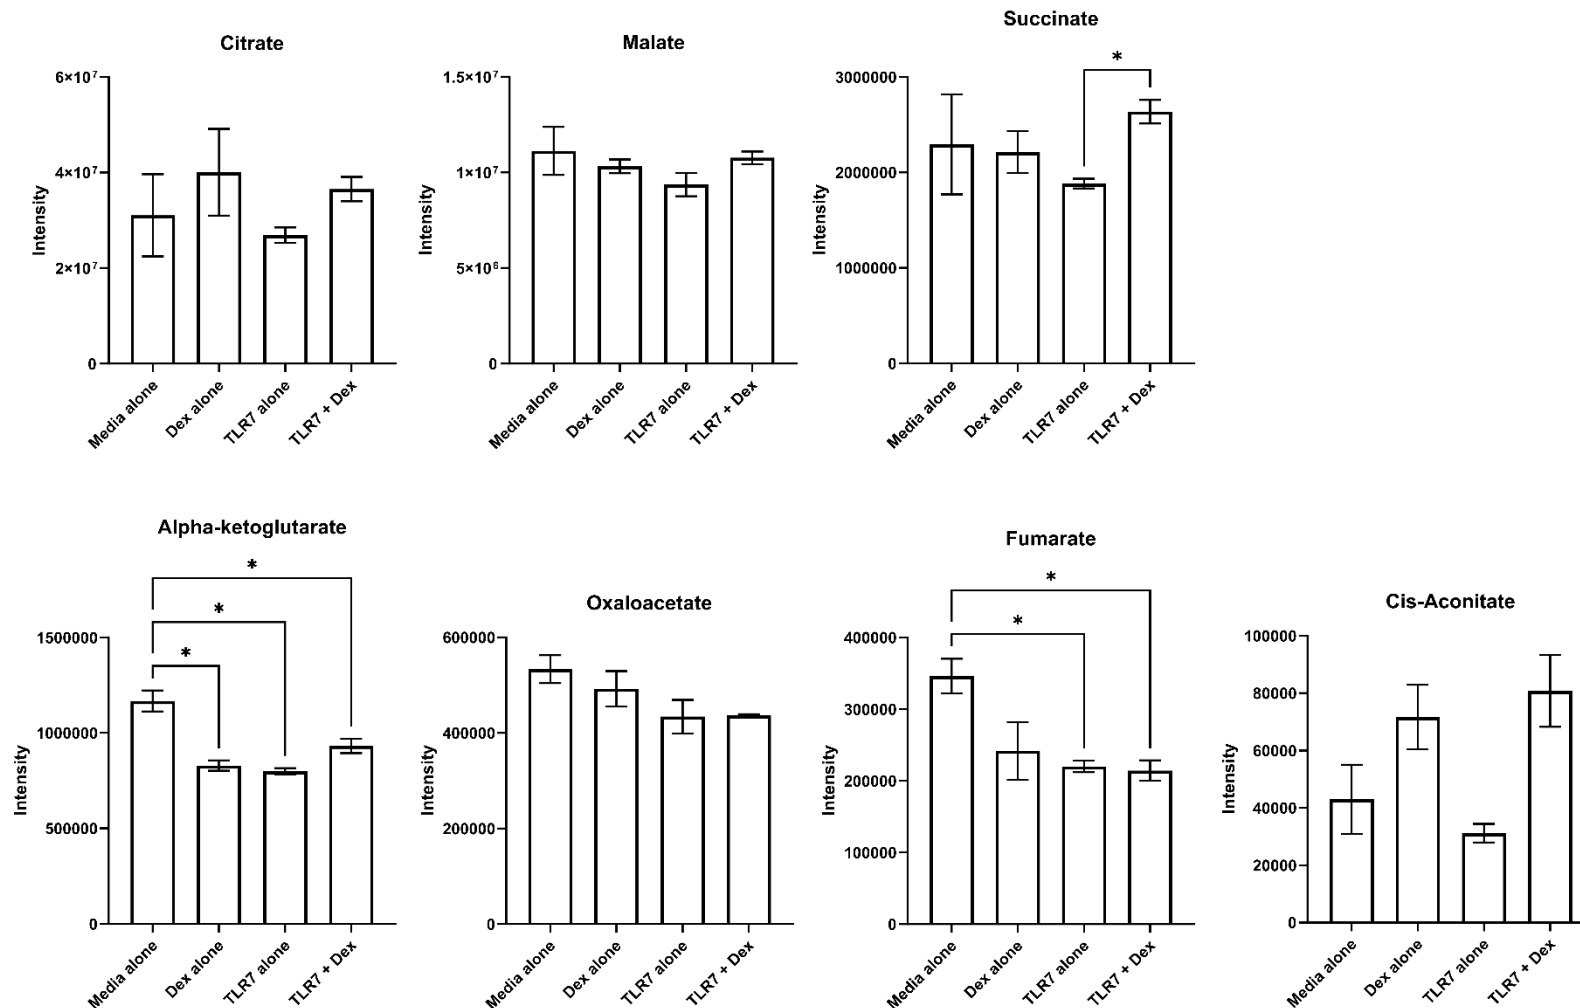 Citrate
6×10⁷
4×10⁷
2×10⁷
0
Intensity
Media alone
Dex alone
TLR7 alone
TLR7 + Dex
Malate
1.5×10⁷
1×10⁷
5×10⁶
0
Intensity
Media alone
Dex alone
TLR7 alone
TLR7 + Dex
Succinate
*
3000000
2000000
1000000
0
Intensity
Media alone
Dex alone
TLR7 alone
TLR7 + Dex
Alpha-ketoglutarate
*
*
*
1500000
1000000
500000
0
Intensity
Media alone
Dex alone
TLR7 alone
TLR7 + Dex
Oxaloacetate
600000
400000
200000
0
Intensity
Media alone
Dex alone
TLR7 alone
TLR7 + Dex
Fumarate
*
*
400000
300000
200000
100000
0
Intensity
Media alone
Dex alone
TLR7 alone
TLR7 + Dex
Cis-Aconitate
100000
80000
60000
40000
20000
0
Intensity
Media alone
Dex alone
TLR7 alone
TLR7 + Dex